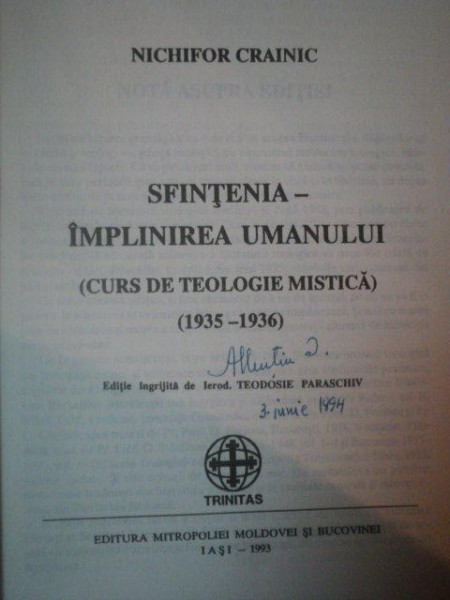 NICHIFOR CRAINIC
SFINŢENIA –
ÎMPLINIREA UMANULUI
(CURS DE TEOLOGIE MISTICĂ)
(1935 –1936)
Ediţie îngrijită de Ierod. TEODOSIE PARASCHIV
3. iunie 1994
TRINITAS
EDITURA MITROPOLIEI MOLDOVEI ŞI BUCOVINEI
IAŞI – 1993